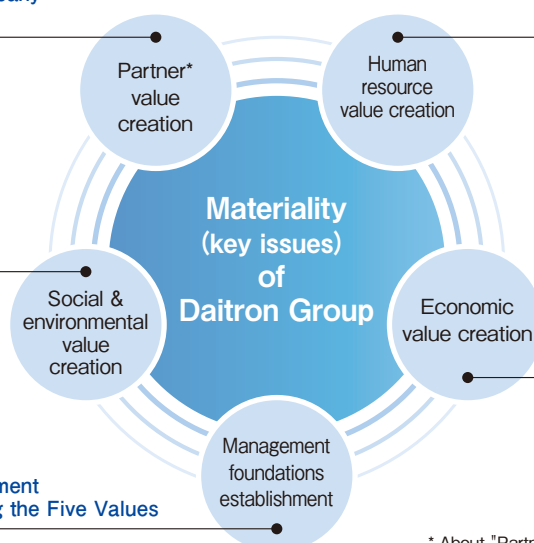 Partner*
value
creation
Human
resource
value creation
Materiality
(key issues)
of
Daitron Group
Social &
environmental
value
creation
Economic
value creation
Management
foundations
establishment
the Five Values
* About "Partn